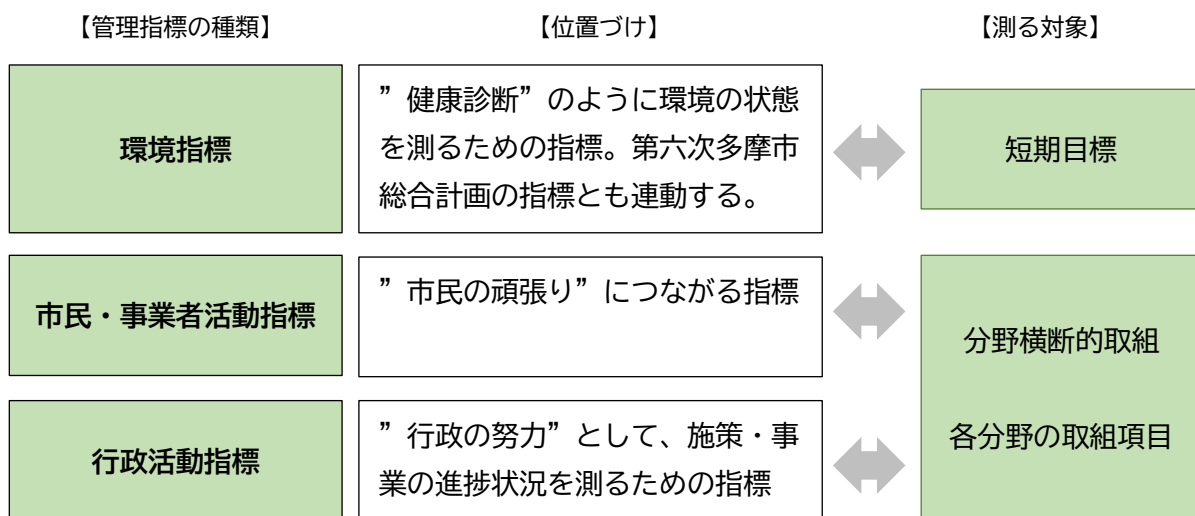 【管理指標の種類】
【位置づけ】
【測る対象】
環境指標
”健康診断”のように環境の状態
を測るための指標。第六次多摩市
総合計画の指標とも連動する。
短期目標
市民・事業者活動指標
”市民の頑張り”につながる指標
分野横断的取組
各分野の取組項目
行政活動指標
”行政の努力”として、施策・事
業の進捗状況を測るための指標